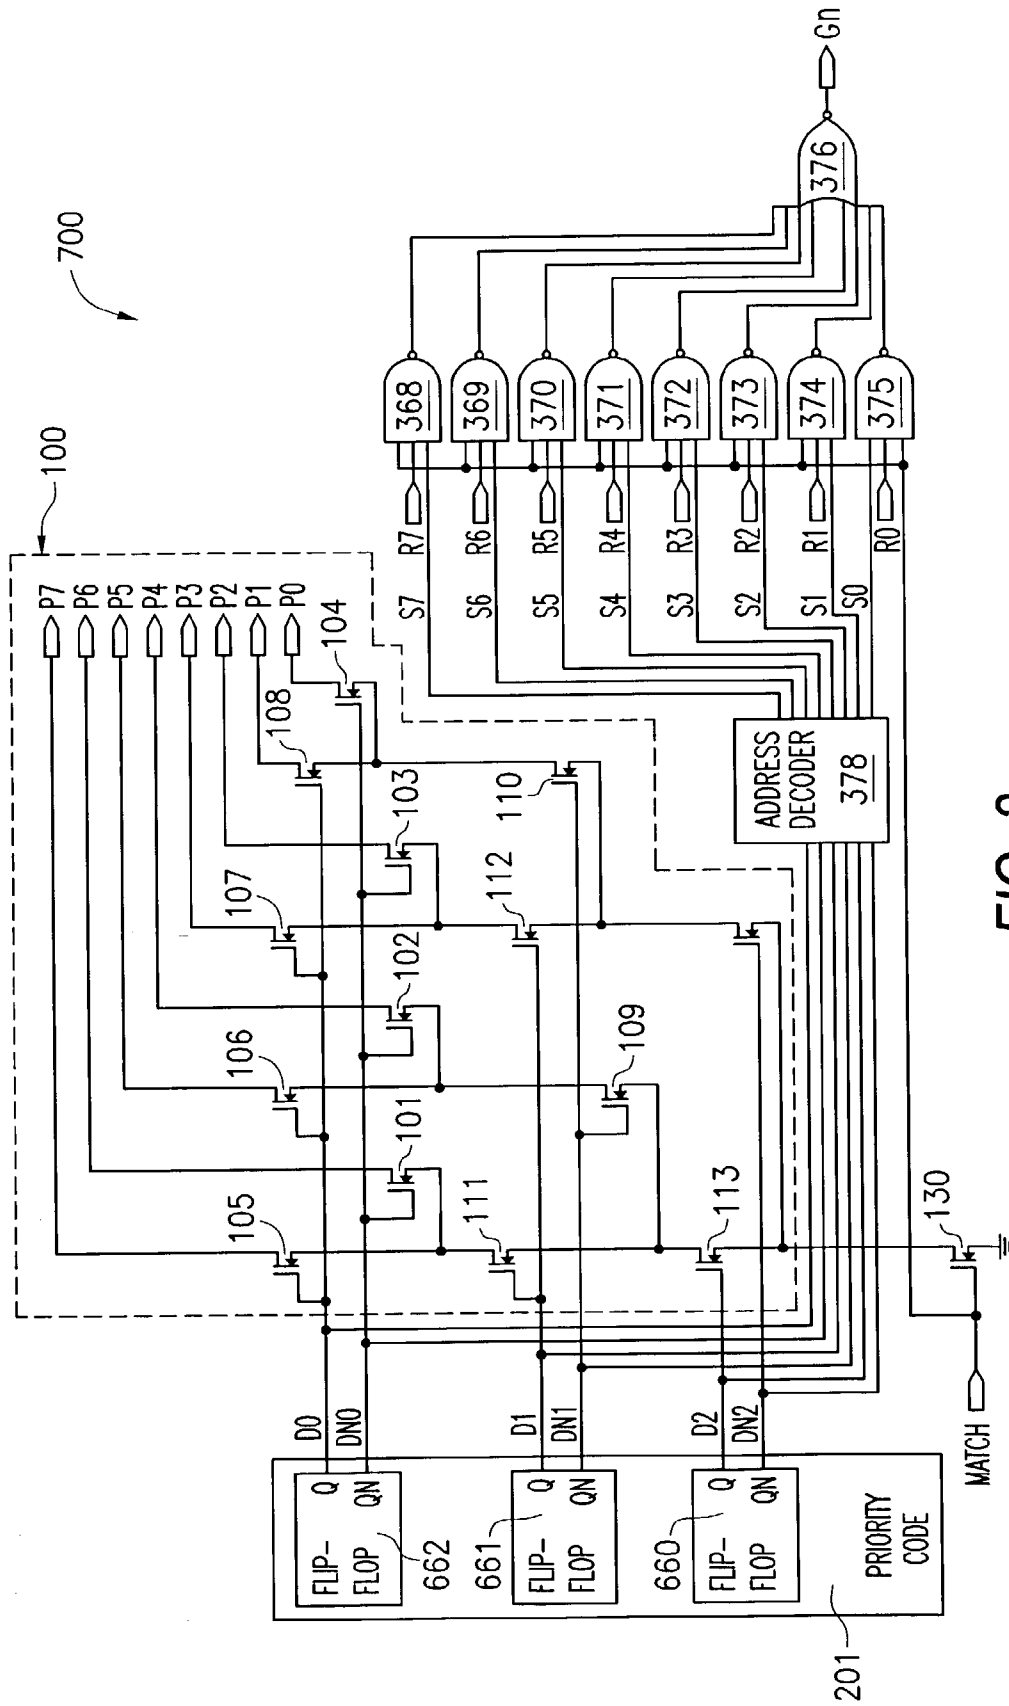 700
100
P7
P6
P5
P4
P3
P2
P1
P0
104
108
103
107
102
106
101
105
110
112
109
111
113
130
D0
DN0
D1
DN1
D2
DN2
Q
QN
FLIP-
FLOP
662
Q
QN
FLIP-
FLOP
661
Q
QN
FLIP-
FLOP
660
PRIORITY
CODE
201
MATCH
ADDRESS
DECODER
378
S7
S6
S5
S4
S3
S2
S1
S0
R7
R6
R5
R4
R3
R2
R1
R0
368
369
370
371
372
373
374
375
376
Gn